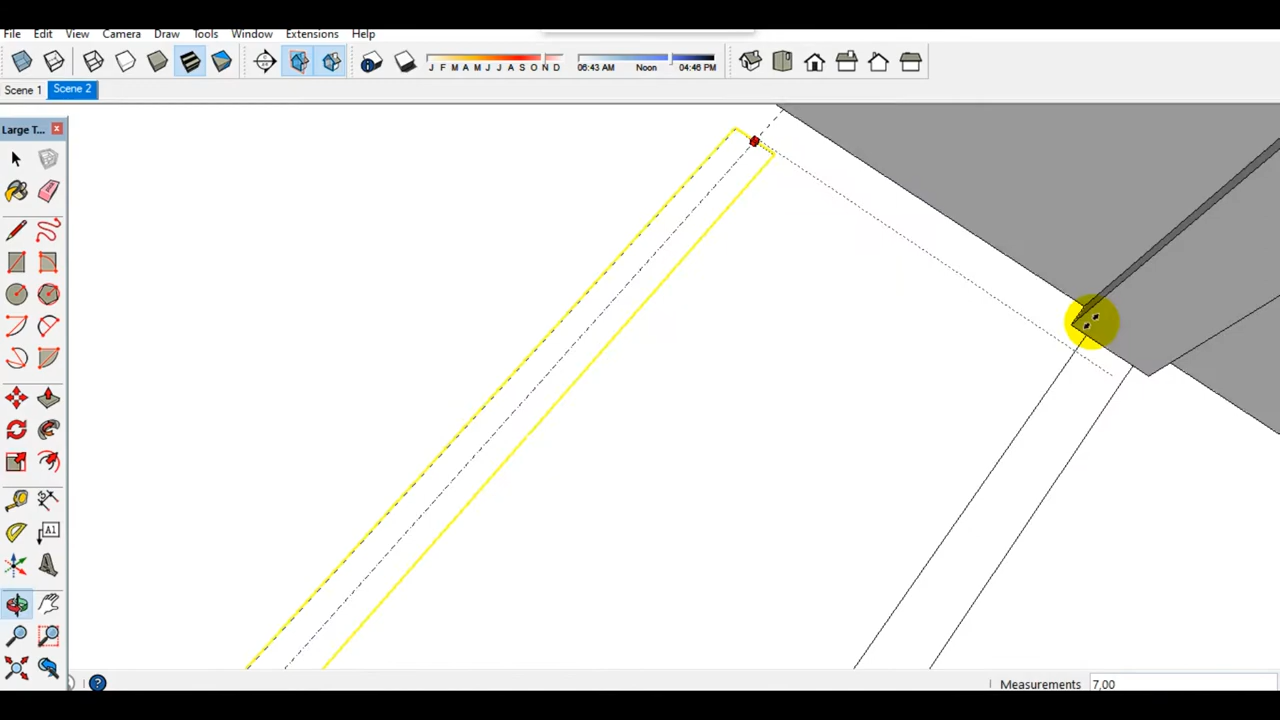 File Edit View Camera Draw Tools Window Extensions Help
J F M A M J J A S O N D 06:43 AM Noon 04:46 PM
Scene 1 Scene 2
Large T...
A1
Measurements 7,00